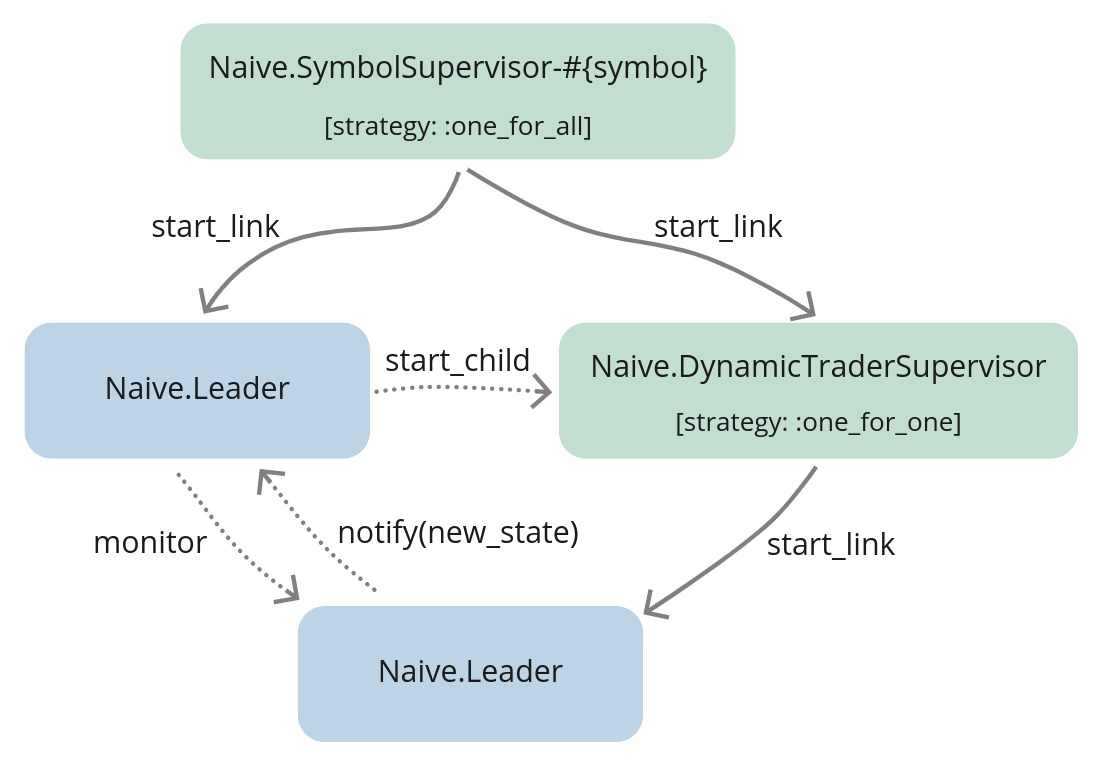 Naive.SymbolSupervisor-#{symbol}
[strategy: :one_for_all]
start_link
start_link
Naive.Leader
start_child
Naive.DynamicTraderSupervisor
[strategy: :one_for_one]
monitor
notify(new_state)
start_link
Naive.Leader